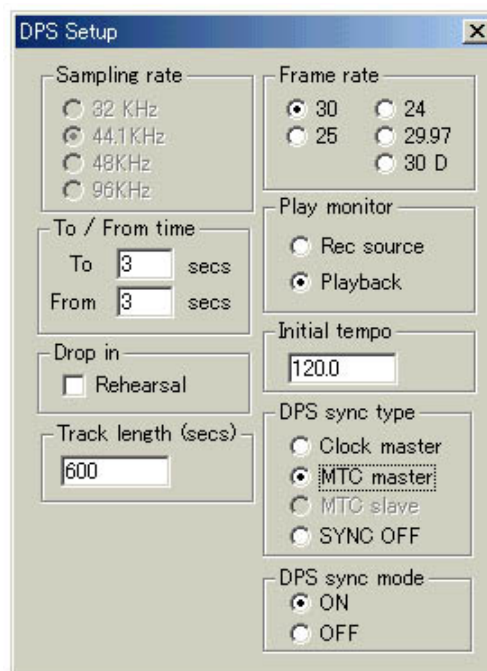 DPS Setup
Sampling rate
32 KHz
44.1KHz
48KHz
96KHz
To / From time
To 3 secs
From 3 secs
Drop in
Rehearsal
Track length (secs)
600
Frame rate
30 24
25 29.97
30 D
Play monitor
Rec source
Playback
Initial tempo
120.0
DPS sync type
Clock master
MTC master
MTC slave
SYNC OFF
DPS sync mode
ON
OFF